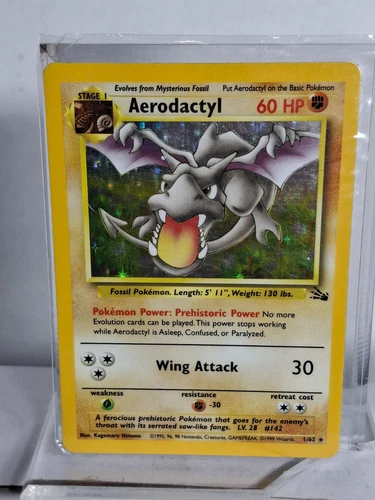 Evolves from Mysterious Fossil Put Aerodactyl on the Basic Pokémon
STAGE 1
Aerodactyl 60 HP
Fossil Pokémon. Length: 5' 11", Weight: 130 lbs.
Pokémon Power: Prehistoric Power No more
Evolution cards can be played. This power stops working
while Aerodactyl is Asleep, Confused, or Paralyzed.
Wing Attack 30
weakness resistance retreat cost
-30
A ferocious prehistoric Pokémon that goes for the enemy's
throat with its serrated saw-like fangs. LV. 28 #142
Illus. Kagemaru Himeno ©1995, 96, 98 Nintendo, Creatures, GAMEFREAK. ©1999 Wizards. 1/62